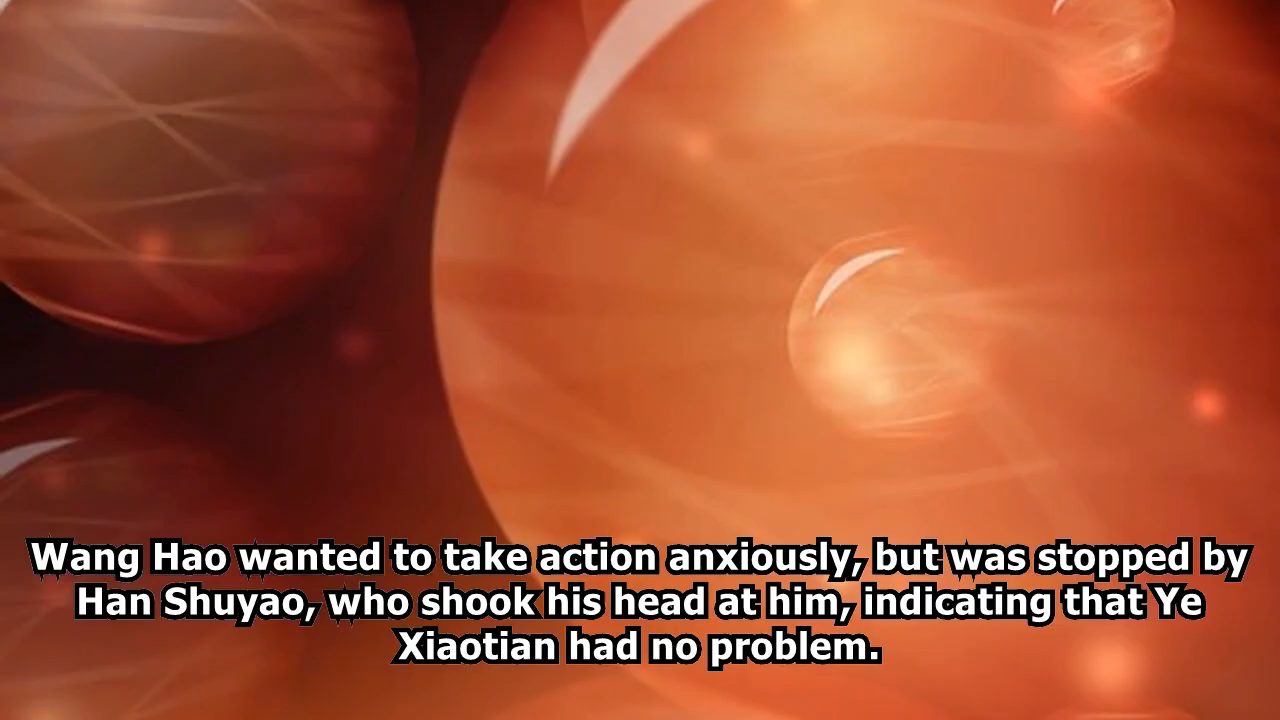 Wang Hao wanted to take action anxiously, but was stopped by
Han Shuyao, who shook his head at him, indicating that Ye
Xiaotian had no problem.